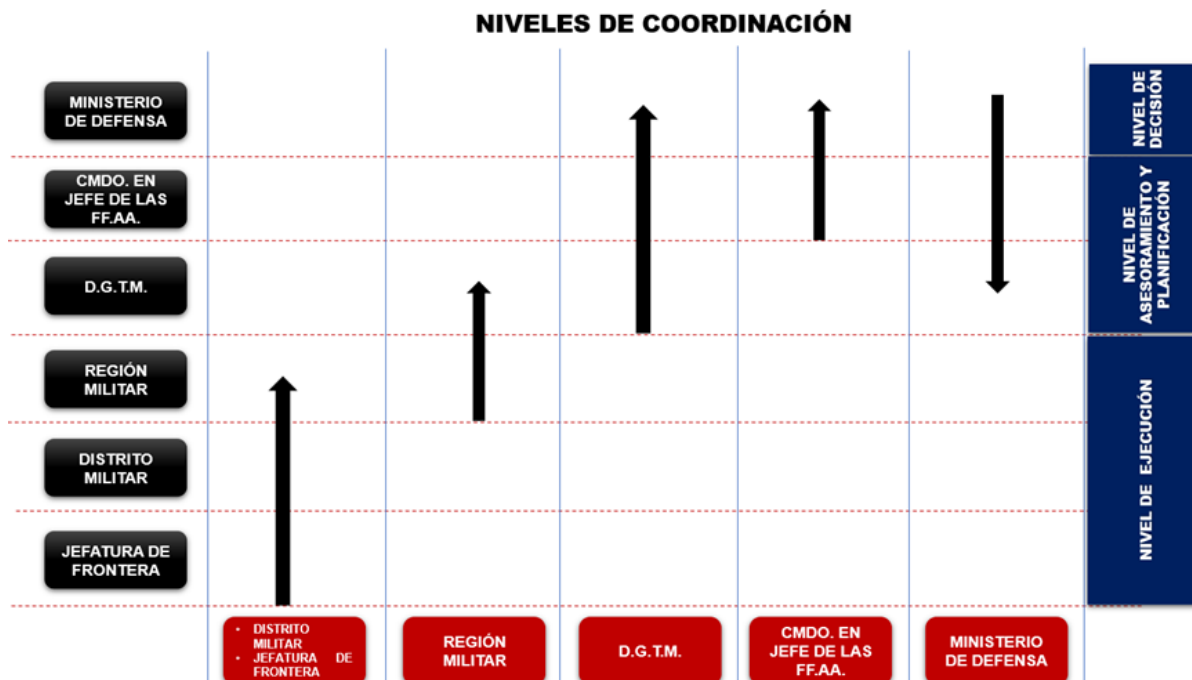 NIVELES DE COORDINACIÓN
MINISTERIO
DE DEFENSA
CMDO. EN
JEFE DE LAS
FF.AA.
D.G.T.M.
REGIÓN
MILITAR
DISTRITO
MILITAR
JEFATURA DE
FRONTERA
NIVEL DE
DECISIÓN
NIVEL DE
ASESORAMIENTO Y
PLANIFICACIÓN
NIVEL DE EJECUCIÓN
• DISTRITO
MILITAR
• JEFATURA DE
FRONTERA
REGIÓN
MILITAR
D.G.T.M.
CMDO. EN
JEFE DE LAS
FF.AA.
MINISTERIO
DE DEFENSA